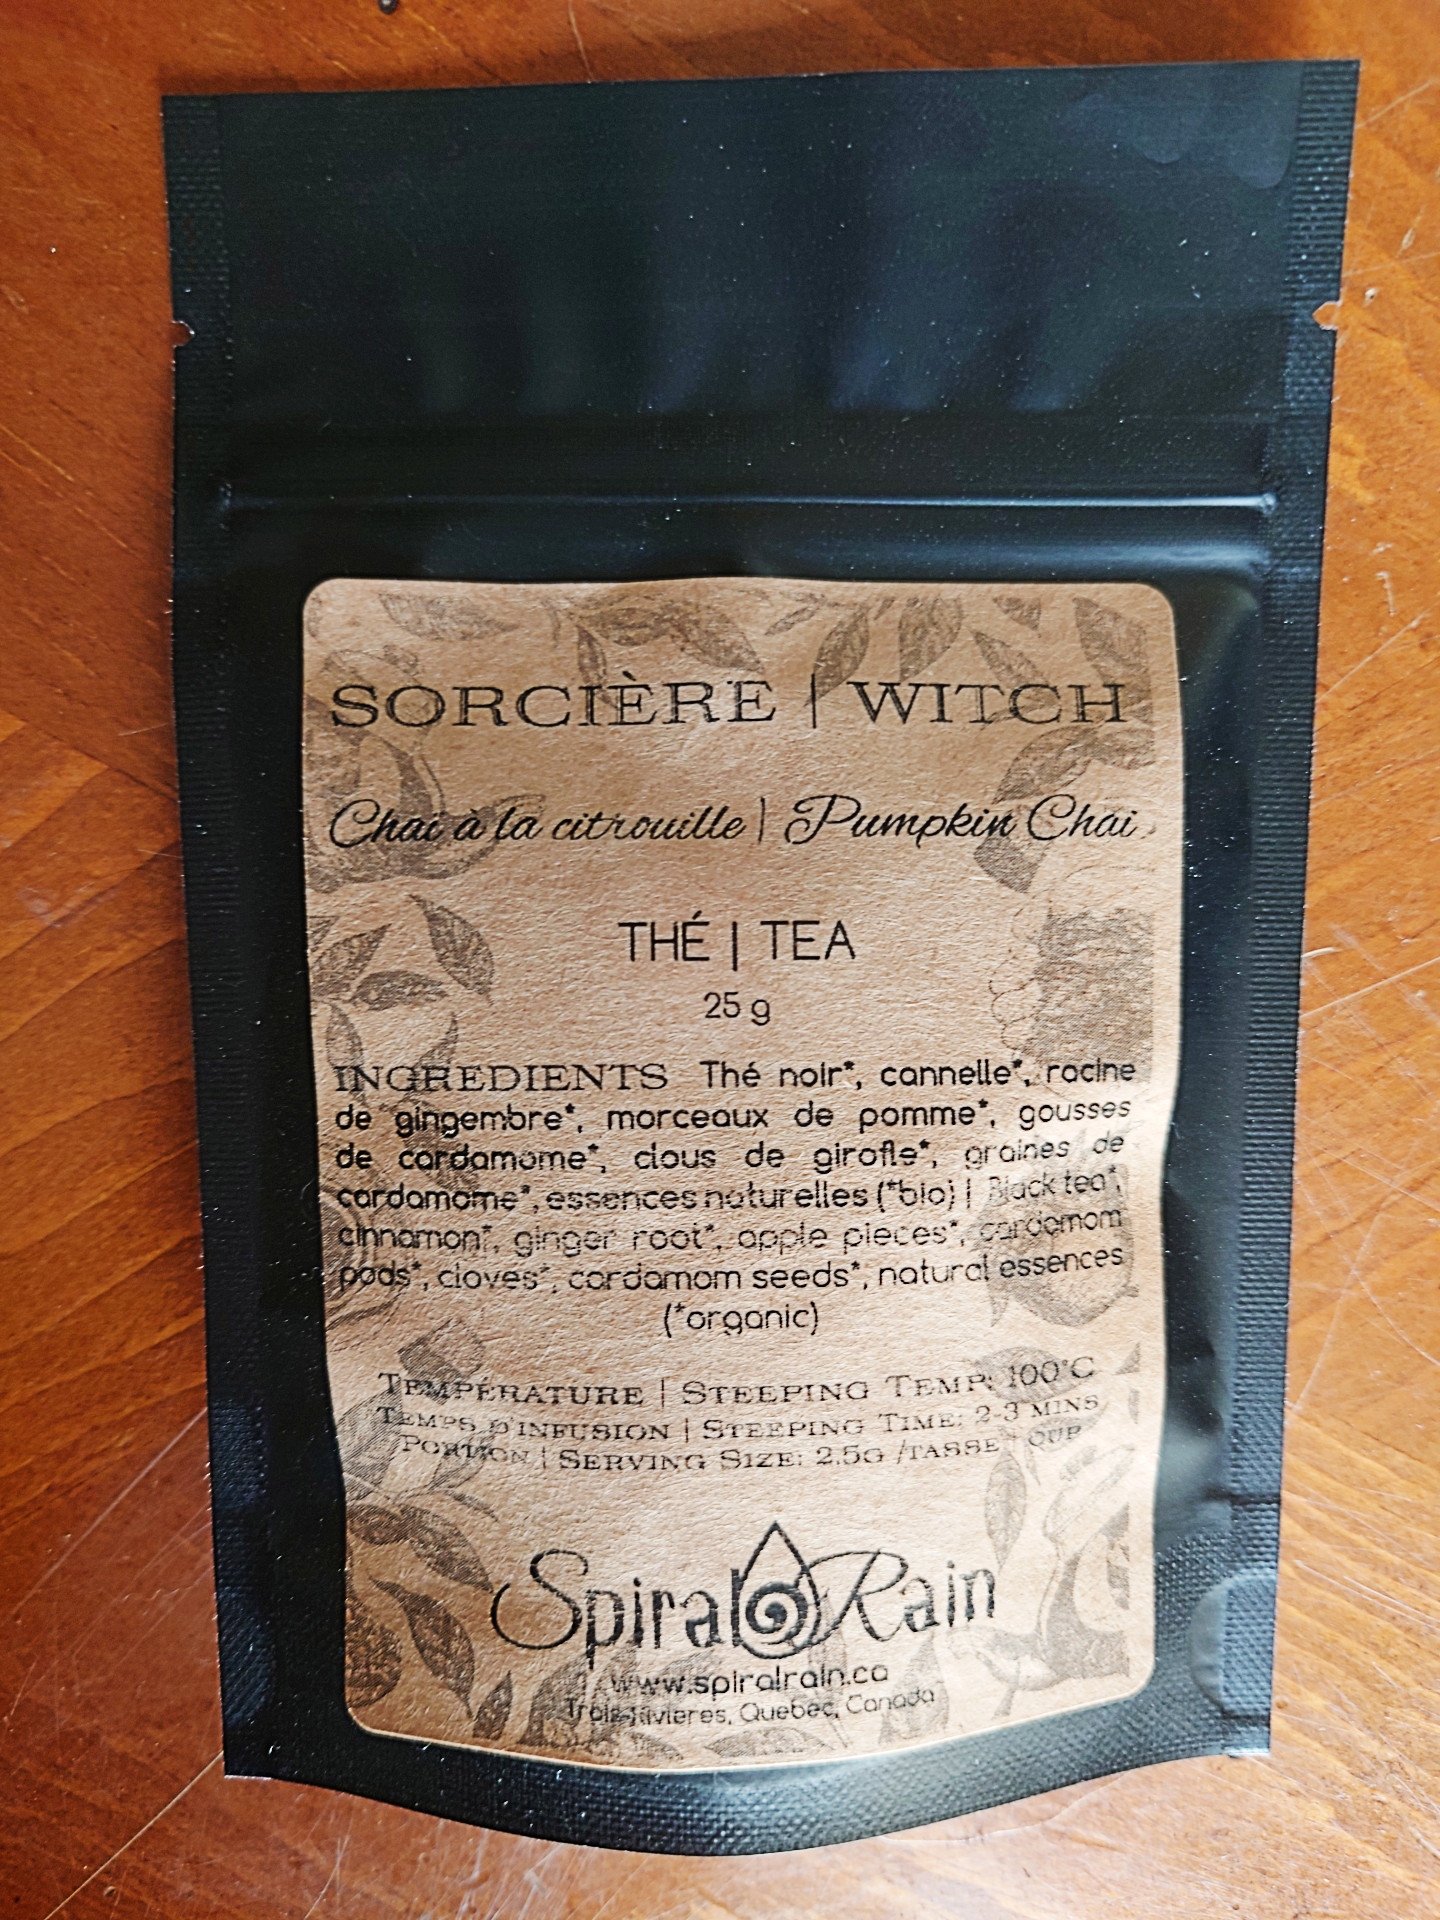 SORCIÈRE | WITCH
Chai à la citrouille | Pumpkin Chai
THÉ | TEA
25 g
INGREDIENTS Thé noir*, cannelle*, racine
de gingembre*, morceaux de pomme*, gousses
de cardamome*, clous de girofle*, graines de
cardamome*, essences naturelles (*bio) | Black tea*,
cinnamon*, ginger root*, apple pieces*, cardamom
pods*, cloves*, cardamom seeds*, natural essences
(*organic)
TEMPÉRATURE | STEEPING TEMP: 100°C
TEMPS D'INFUSION | STEEPING TIME: 2-3 MINS
PORTION | SERVING SIZE: 2.5G /TASSE | CUP
Spiral Rain
www.spiralrain.ca
Trois-Rivieres, Quebec, Canada